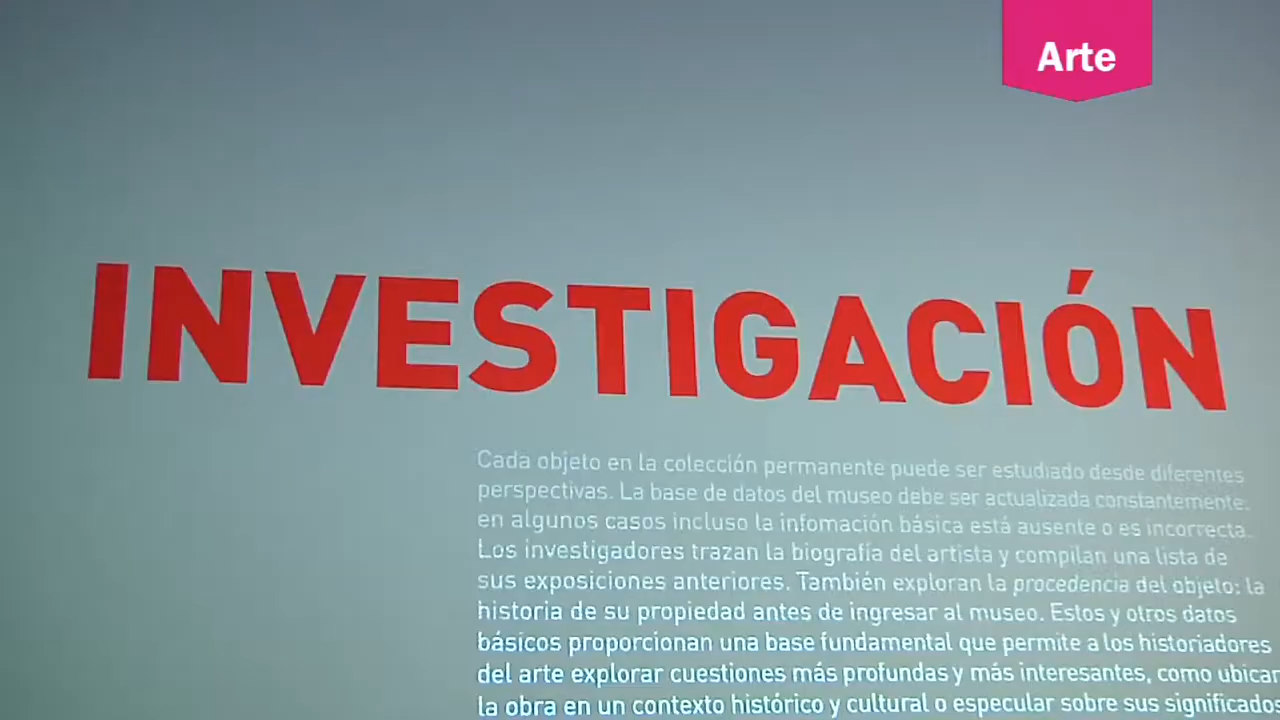 Arte
INVESTIGACIÓN
Cada objeto en la colección permanente puede ser estudiado desde diferentes
perspectivas. La base de datos del museo debe ser actualizada constantemente.
en algunos casos incluso la infomación básica está ausente o es incorrecta.
Los investigadores trazan la biografía del artista y compilan una lista de
sus exposiciones anteriores. También exploran la procedencia del objeto: la
historia de su propiedad antes de ingresar al museo. Estos y otros datos
básicos proporcionan una base fundamental que permite a los historiadores
del arte explorar cuestiones más profundas y más interesantes, como ubicar
la obra en un contexto histórico y cultural o especular sobre sus significados